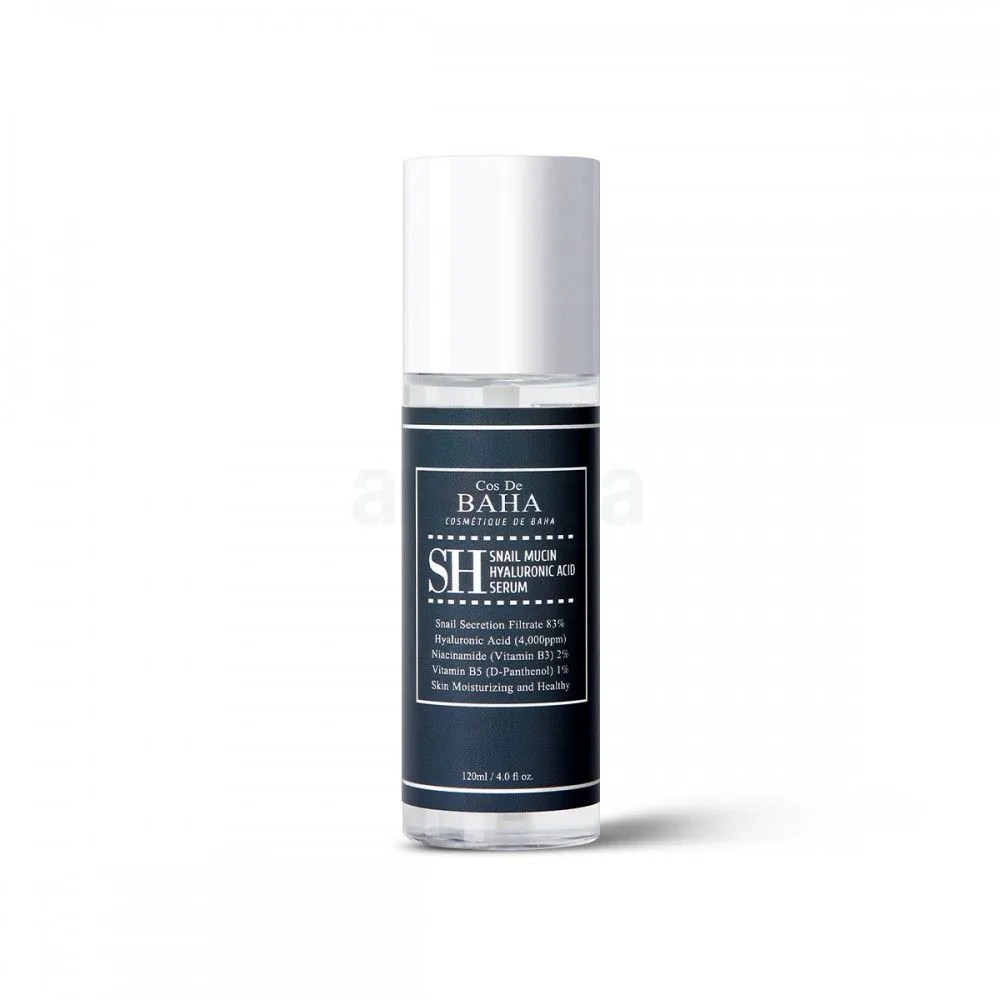 Cos De
BAHA
COSMÉTIQUE DE BAHA
SH
SNAIL MUCIN
HYALURONIC ACID
SERUM
Snail Secretion Filtrate 83%
Hyaluronic Acid (4,000ppm)
Niacinamide (Vitamin B3) 2%
Vitamin B5 (D-Panthenol) 1%
Skin Moisturizing and Healthy
120ml / 4.0 fl oz.